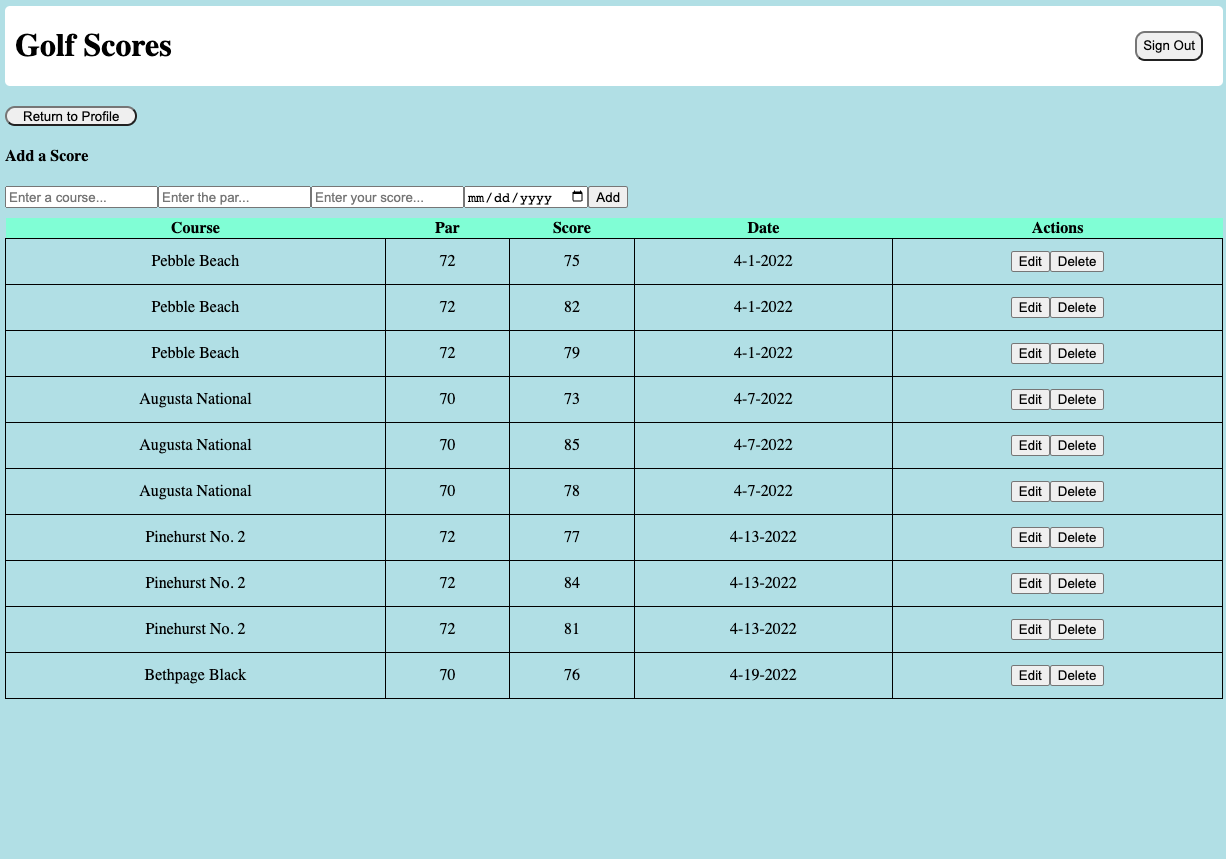 Golf Scores
Sign Out
Return to Profile
Add a Score
Enter a course... Enter the par... Enter your score... mm/dd/yyyy Add
Course Par Score Date Actions
Pebble Beach 72 75 4-1-2022 Edit Delete
Pebble Beach 72 82 4-1-2022 Edit Delete
Pebble Beach 72 79 4-1-2022 Edit Delete
Augusta National 70 73 4-7-2022 Edit Delete
Augusta National 70 85 4-7-2022 Edit Delete
Augusta National 70 78 4-7-2022 Edit Delete
Pinehurst No. 2 72 77 4-13-2022 Edit Delete
Pinehurst No. 2 72 84 4-13-2022 Edit Delete
Pinehurst No. 2 72 81 4-13-2022 Edit Delete
Bethpage Black 70 76 4-19-2022 Edit Delete